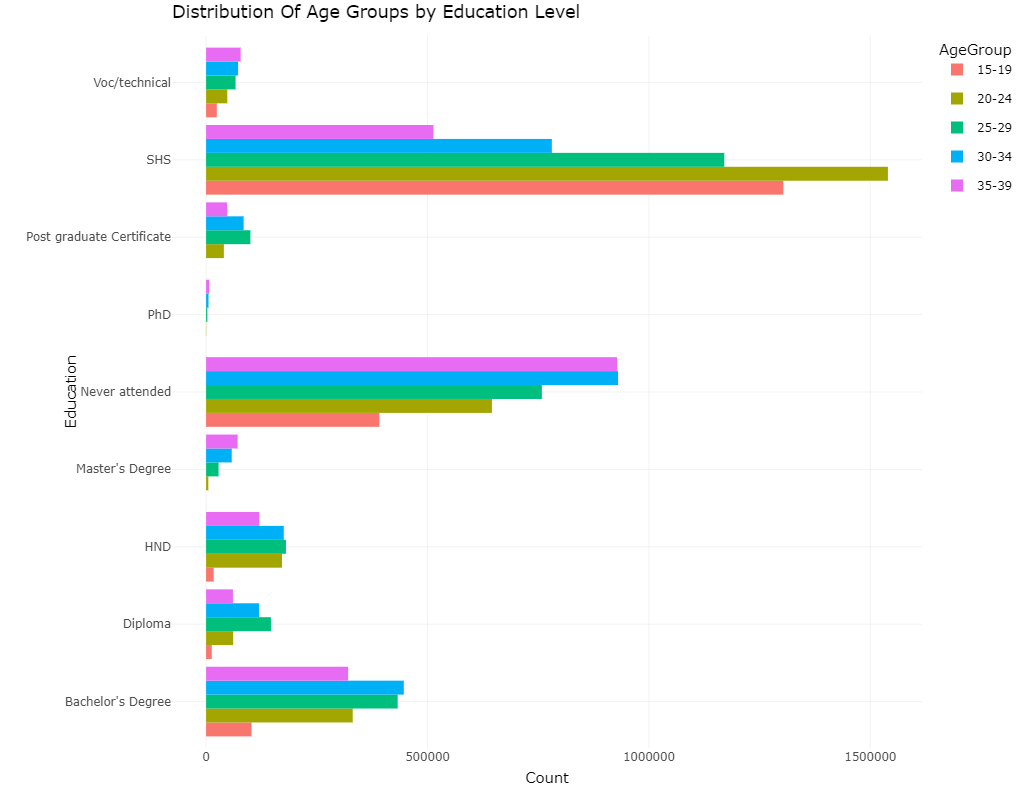 Distribution Of Age Groups by Education Level
AgeGroup
15-19
20-24
25-29
30-34
35-39
Education
Voc/technical
SHS
Post graduate Certificate
PhD
Never attended
Master's Degree
HND
Diploma
Bachelor's Degree
0 500000 1000000 1500000
Count